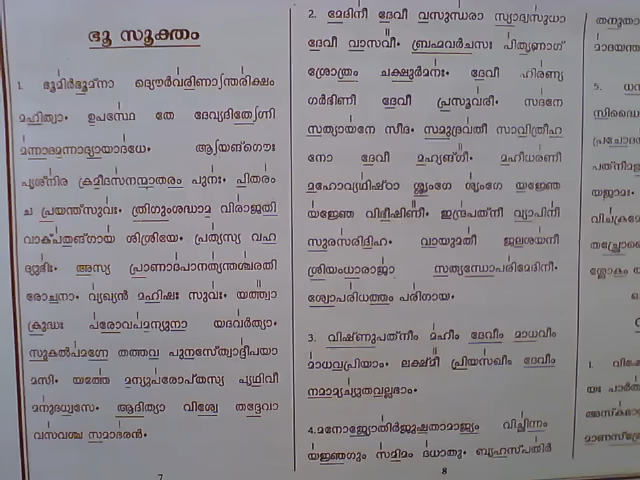 ഭൂ സൂക്തം
1. ഭൂമിർഭൂമ്നാ ദ്യൌർവരിണാഽന്തരിക്ഷം
മഹിത്വാ• ഉപസ്ഥേ തേ ദേവ്യദിതേഽഗ്നി
മന്നാദമന്നാദ്യായാദധേ• ആഽയങ്ഗൌഃ
പൃശ്നിര ക്രമീദസനന്മാതരം പുനഃ• പിതരം
ച പ്രയന്ത്സുവഃ• ത്രിഗുംശദ്ധാമ വിരാജതി
വാക്പതങ്ഗായ ശിശ്രിയേ• പ്രത്യസ്യ വഹ
ദ്യുഭിഃ• അസ്യ പ്രാണാദപാനത്യന്തശ്ചരതി
രോചനാ• വ്യഖ്യൻ മഹിഷഃ സുവഃ• യത്ത്വാ
ക്രുദ്ധഃ പരോവപമന്യുനാ യദവർത്യാ•
സുകൽപമഗ്നേ തത്തവ പുനസ്ത്വോദ്ദീപയാ
മസി• യത്തേ മന്യുപരോപ്തസ്യ പൃഥിവീ
മനുദധ്വസേ• ആദിത്യാ വിശ്വേ തദ്ദേവാ
വസവശ്ച സമാഭരൻ•
7
2. മേദിനീ ദേവീ വസുന്ധരാ സ്യാദ്വസുധാ
ദേവീ വാസവീ• ബ്രഹ്മവർചസഃ പിതൃണാഗ്
ശ്രോത്രം ചക്ഷുർമനഃ• ദേവീ ഹിരണ്യ
ഗർഭിണീ ദേവീ പ്രസൂവരീ• സദനേ
സത്യായനേ സീദ• സമുദ്രവതീ സാവിത്രീഹ
നോ ദേവീ മഹ്യങ്ഗീ• മഹീധരണീ
മഹോവ്യഥിഷ്ഠാ ശൃംഗേ ശൃംഗേ യജ്ഞേ
യജ്ഞേ വിഭീഷിണീ• ഇന്ദ്രപത്നീ വ്യാപിനീ
സുരസരിദിഹ• വായുമതീ ജലശയനീ
ശ്രിയംധാരാജാ സത്യന്ധോപരിമേദിനീ•
ശ്വോപരിധത്തം പരിഗായ•
3. വിഷ്ണുപത്നീം മഹീം ദേവീം മാധവീം
മാധവപ്രിയാം• ലക്ഷ്മീ പ്രിയസഖീം ദേവീം
നമാമ്യച്യുതവല്ലഭാം•
4.മനോജ്യോതിർജുഷതാമാജ്യം വിച്ഛിന്നം
യജ്ഞഗും സമിമം ദധാതു• ബൃഹസ്പതിർ
8